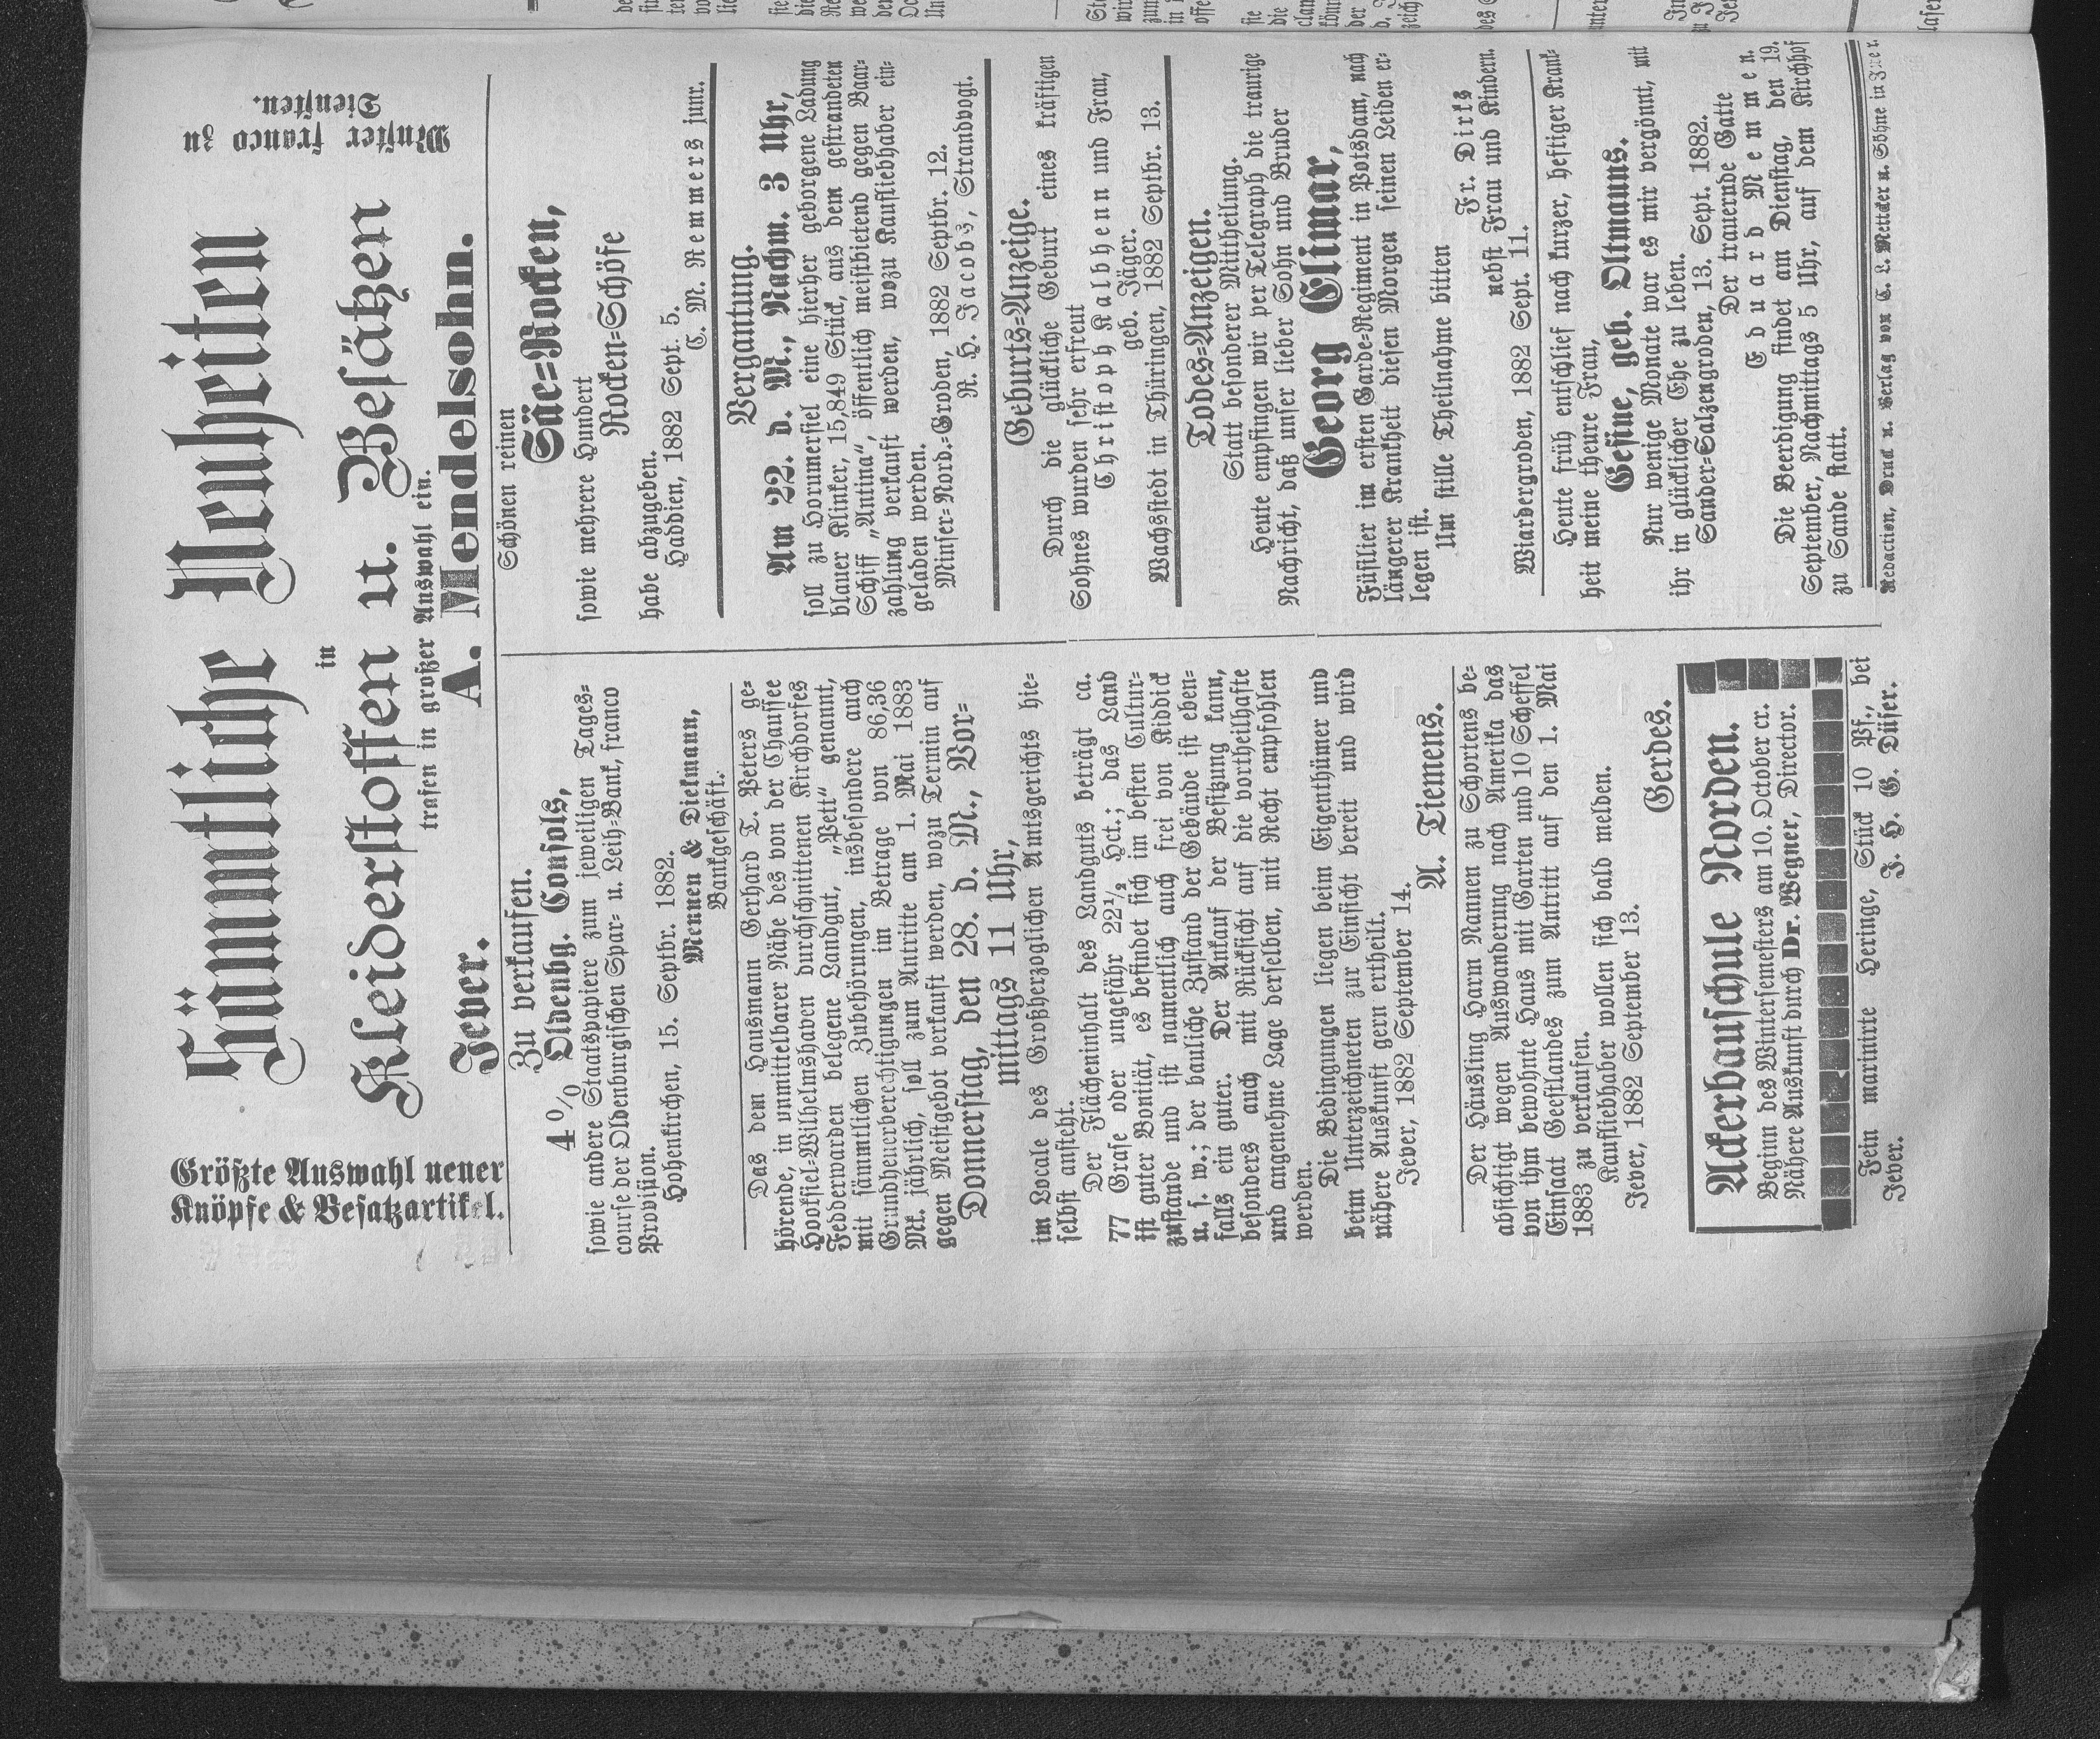 Größte Auswahl neuer
Knöpfe & Besatzartikel.
Sämmtliche Neuheiten
in
Kleiderstoffen u. Besätzen
trafen in großer Auswahl ein.
Jever. A. Mendelsohn.
Muster franco zu
Diensten.
Zu verkaufen.
4% Oldenbg. Consols,
sowie andere Staatspapiere zum jeweiligen Tages=
course der Oldenburgischen Spar= u. Leih=Bank, franco
Provision.
Hohenkirchen, 15. Septbr. 1882.
Mennen & Diekmann,
Bankgeschäft.
Das dem Hausmann Gerhard T. Peters ge=
hörende, in unmittelbarer Nähe des von der Chaussee
Hooksiel=Wilhelmshaven durchschnittenen Kirchdorfes
Fedderwarden belegene Landgut, „Pett“ genannt,
mit sämmtlichen Zubehörungen, insbesondere auch
Grundheuerberechtigungen im Betrage von 86,36
Mk. jährlich, soll zum Antritte am 1. Mai 1883
gegen Meistgebot verkauft werden, wozu Termin auf
Donnerstag, den 28. d. M., Vor=
mittags 11 Uhr,
im Locale des Großherzoglichen Amtsgerichts hie=
selbst ansteht.
Der Flächeninhalt des Landguts beträgt ca.
77 Grase oder ungefähr 22½ Hct.; das Land
ist guter Bonität, es befindet sich im besten Cultur=
zustande und ist namentlich auch frei von Kiddick
u. s. w.; der bauliche Zustand der Gebäude ist eben=
falls ein guter. Der Ankauf der Besitzung kann,
besonders auch mit Rücksicht auf die vortheilhafte
und angenehme Lage derselben, mit Recht empfohlen
werden.
Die Bedingungen liegen beim Eigenthümer und
beim Unterzeichneten zur Einsicht bereit und wird
nähere Auskunft gern ertheilt.
Jever, 1882 September 14.
A. Tiemens.
Der Häusling Harm Mannen zu Schortens be=
absichtigt wegen Auswanderung nach Amerika das
von ihm bewohnte Haus mit Garten und 10 Scheffel
Einsaat Geestlandes zum Antritt auf den 1. Mai
1883 zu verkaufen.
Kaufliebhaber wollen sich bald melden.
Jever, 1882 September 13.
Gerdes.
Ackerbauschule Norden.
Beginn des Wintersemesters am 10. October cr.
Nähere Auskunft durch Dr. Wegner, Director.
Fein marinirte Heringe, Stück 10 Pf., bei
Jever. J. H. G. Düser.
Schönen reinen
Säe=Rocken,
sowie mehrere Hundert
Rocken=Schöfe
habe abzugeben.
Haddien, 1882 Sept. 5.
C. M. Remmers junr.
Vergantung.
Am 22. d. M., Nachm. 3 Uhr,
soll zu Horumersiel eine hierher geborgene Ladung
blauer Klinker, 15,849 Stück, aus dem gestrandeten
Schiff „Antina“, öffentlich meistbietend gegen Baar=
zahlung verkauft werden, wozu Kaufliebhaber ein=
geladen werden.
Minser=Nord.=Groden, 1882 Septbr. 12.
R. H. Jacobs, Strandvogt.
Geburts=Anzeige.
Durch die glückliche Geburt eines kräftigen
Sohnes wurden sehr erfreut
Christoph Kalbhenn und Frau,
geb. Jäger.
Wachsstedt in Thüringen, 1882 Septbr. 13.
Todes=Anzeigen.
Statt besonderer Mittheilung.
Heute empfingen wir per Telegraph die traurige
Nachricht, daß unser lieber Sohn und Bruder
Georg Elimar,
Füsilier im ersten Garde=Regiment in Potsdam, nach
längerer Krankheit diesen Morgen seinen Leiden er=
legen ist.
Um stille Theilnahme bitten
Fr. Dirks
nebst Frau und Kindern.
Wiardergroden, 1882 Sept. 11.
Heute früh entschlief nach kurzer, heftiger Krank=
heit meine theure Frau,
Gesine, geb. Oltmanns.
Nur wenige Monate war es mir vergönnt, mit
ihr in glücklicher Ehe zu leben.
Sander=Salzengroden, 13. Sept. 1882.
Der trauernde Gatte
Eduard Memmen.
Die Beerdigung findet am Dienstag, den 19.
September, Nachmittags 5 Uhr, auf dem Kirchhof
zu Sande statt.
Redaction, Druck u. Verlag von C. L. Mettcker u. Söhne in Jever.